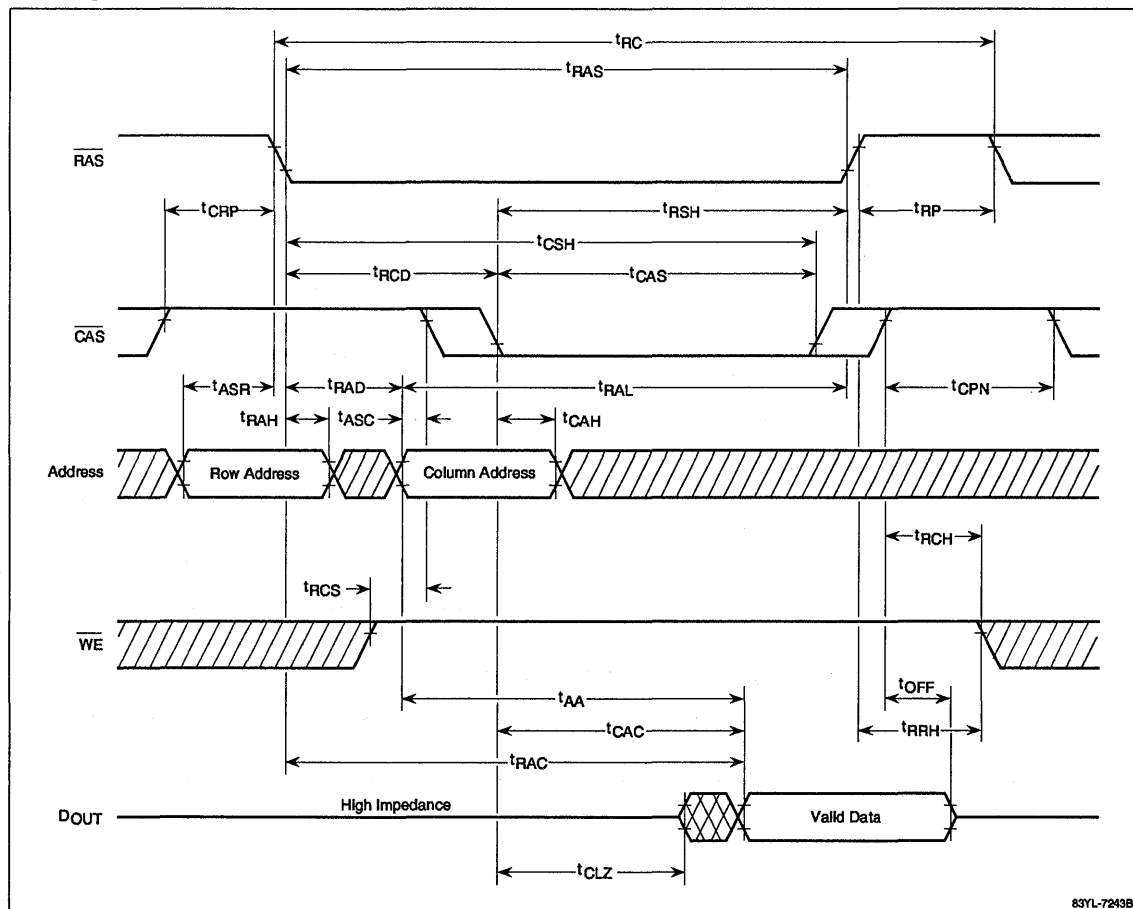 tRC
tRAS
RAS
tCRP
tRSH
tRP
tCSH
tRCD
tCAS
CAS
tASR
tRAD
tRAL
tCPN
tRAH
tASC
tCAH
Address
Row Address
Column Address
tRCH
tRCS
WE
tOFF
tAA
tCAC
tRRH
tRAC
High Impedance
DOUT
Valid Data
tCLZ
83YL-7243B